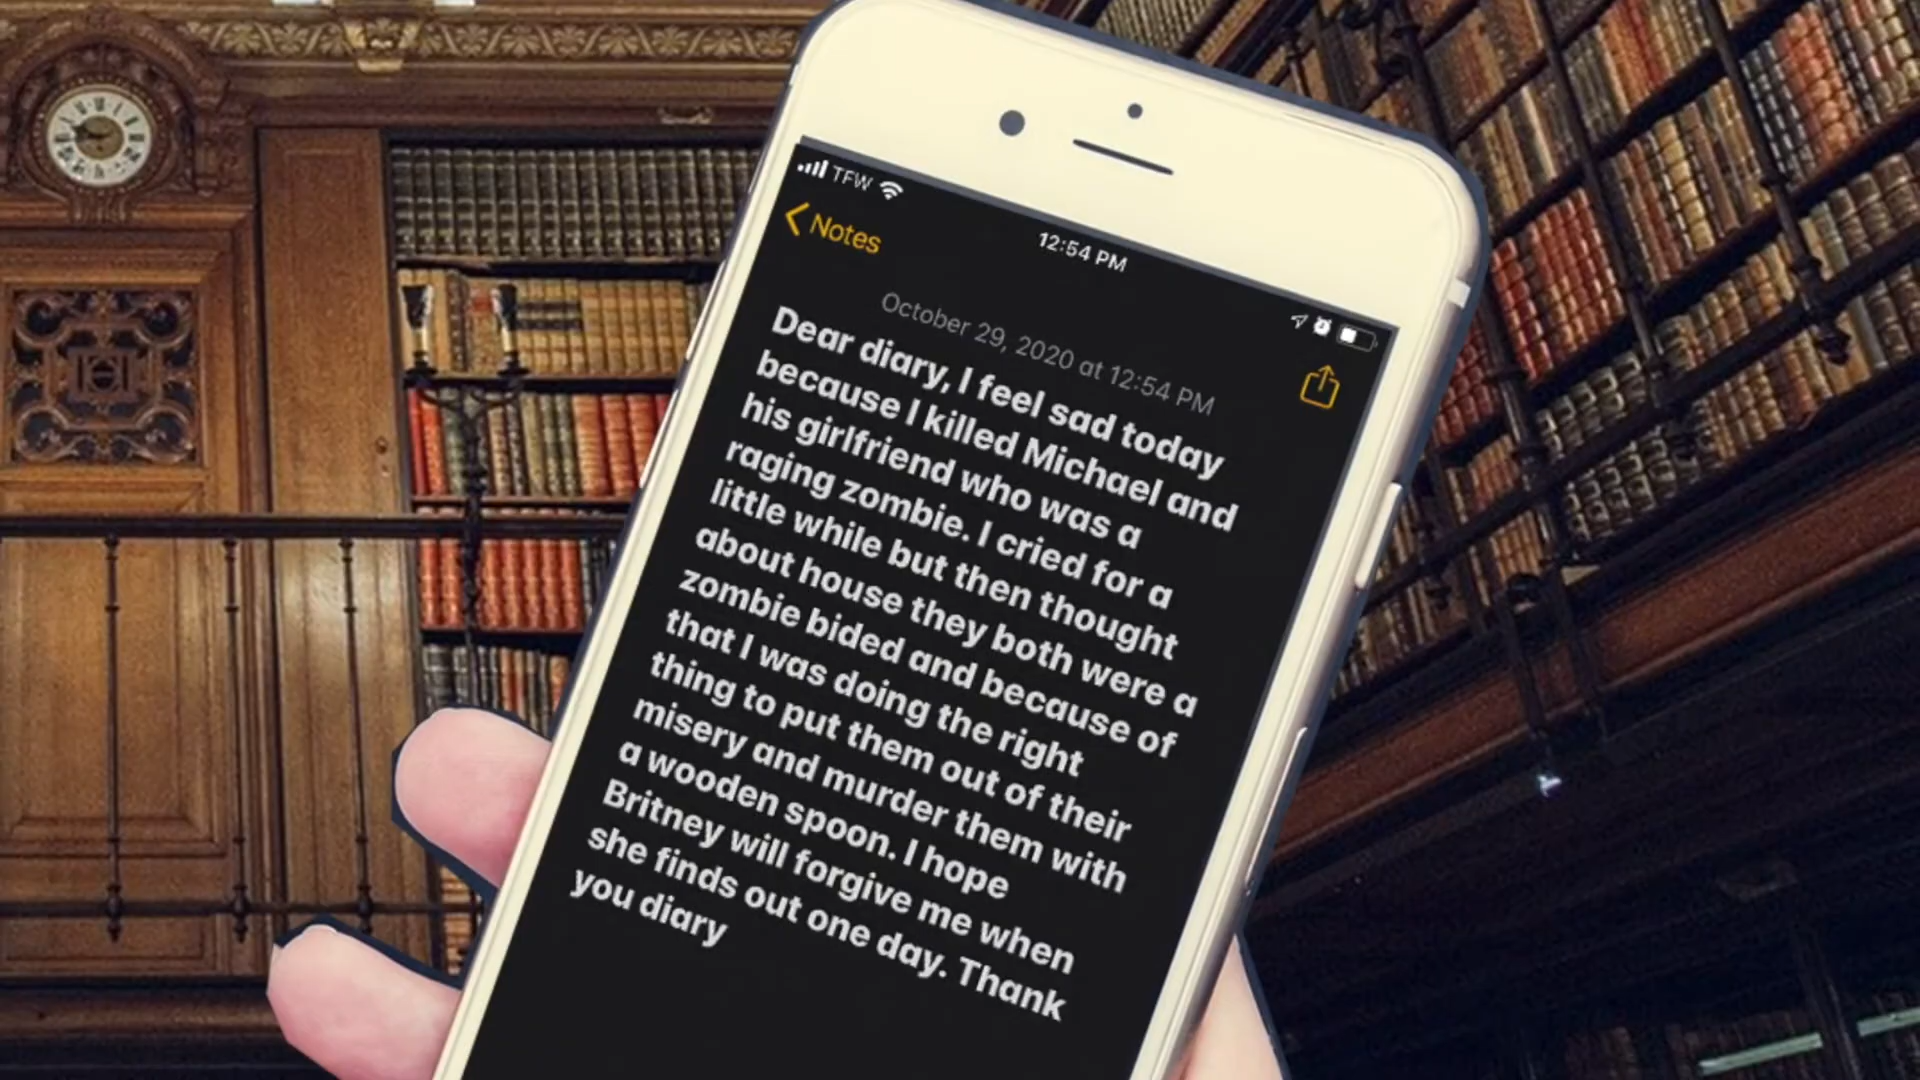 TFW
12:54 PM
Notes
October 29, 2020 at 12:54 PM
Dear diary, I feel sad today
because I killed Michael and
his girlfriend who was a
raging zombie. I cried for a
little while but then thought
about house they both were a
zombie bided and because of
that I was doing the right
thing to put them out of their
misery and murder them with
a wooden spoon. I hope
Britney will forgive me when
she finds out one day. Thank
you diary